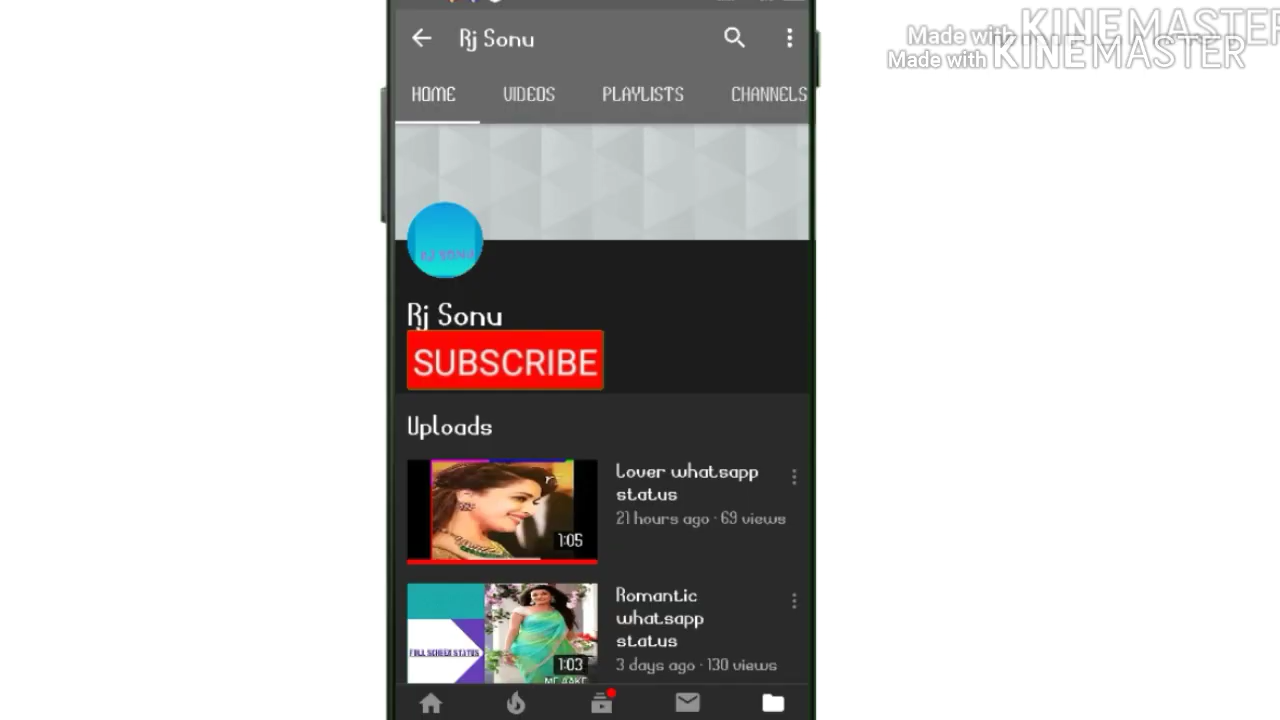 Made with KINEMASTER
Made with KINEMASTER
Rj Sonu
HOME VIDEOS PLAYLISTS CHANNELS
RJ SONU
Rj Sonu
SUBSCRIBE
Uploads
Lover whatsapp
status
21 hours ago · 69 views
1:05
Romantic
whatsapp
status
3 days ago · 130 views
FULL SCREEN STATUS
1:03